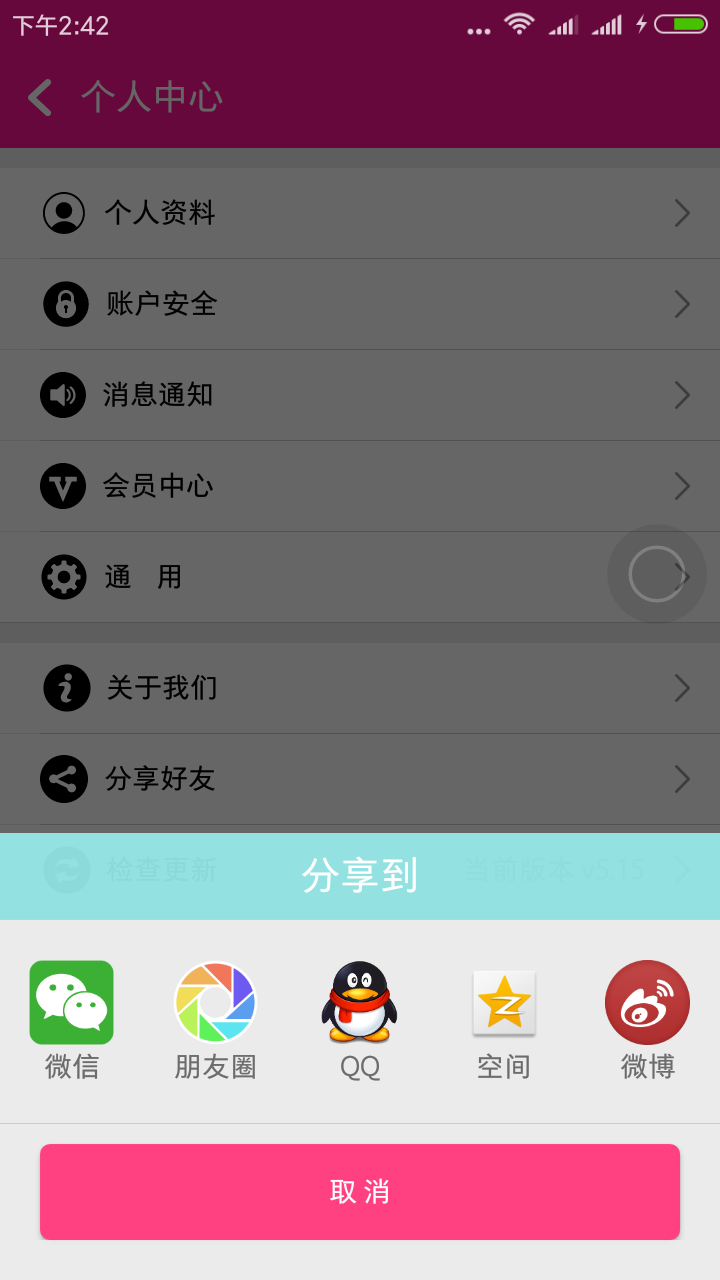 下午2:42
个人中心
个人资料
账户安全
消息通知
会员中心
通 用
关于我们
分享好友
检查更新 当前版本 v5.15
分享到
微信 朋友圈 QQ 空间 微博
取消